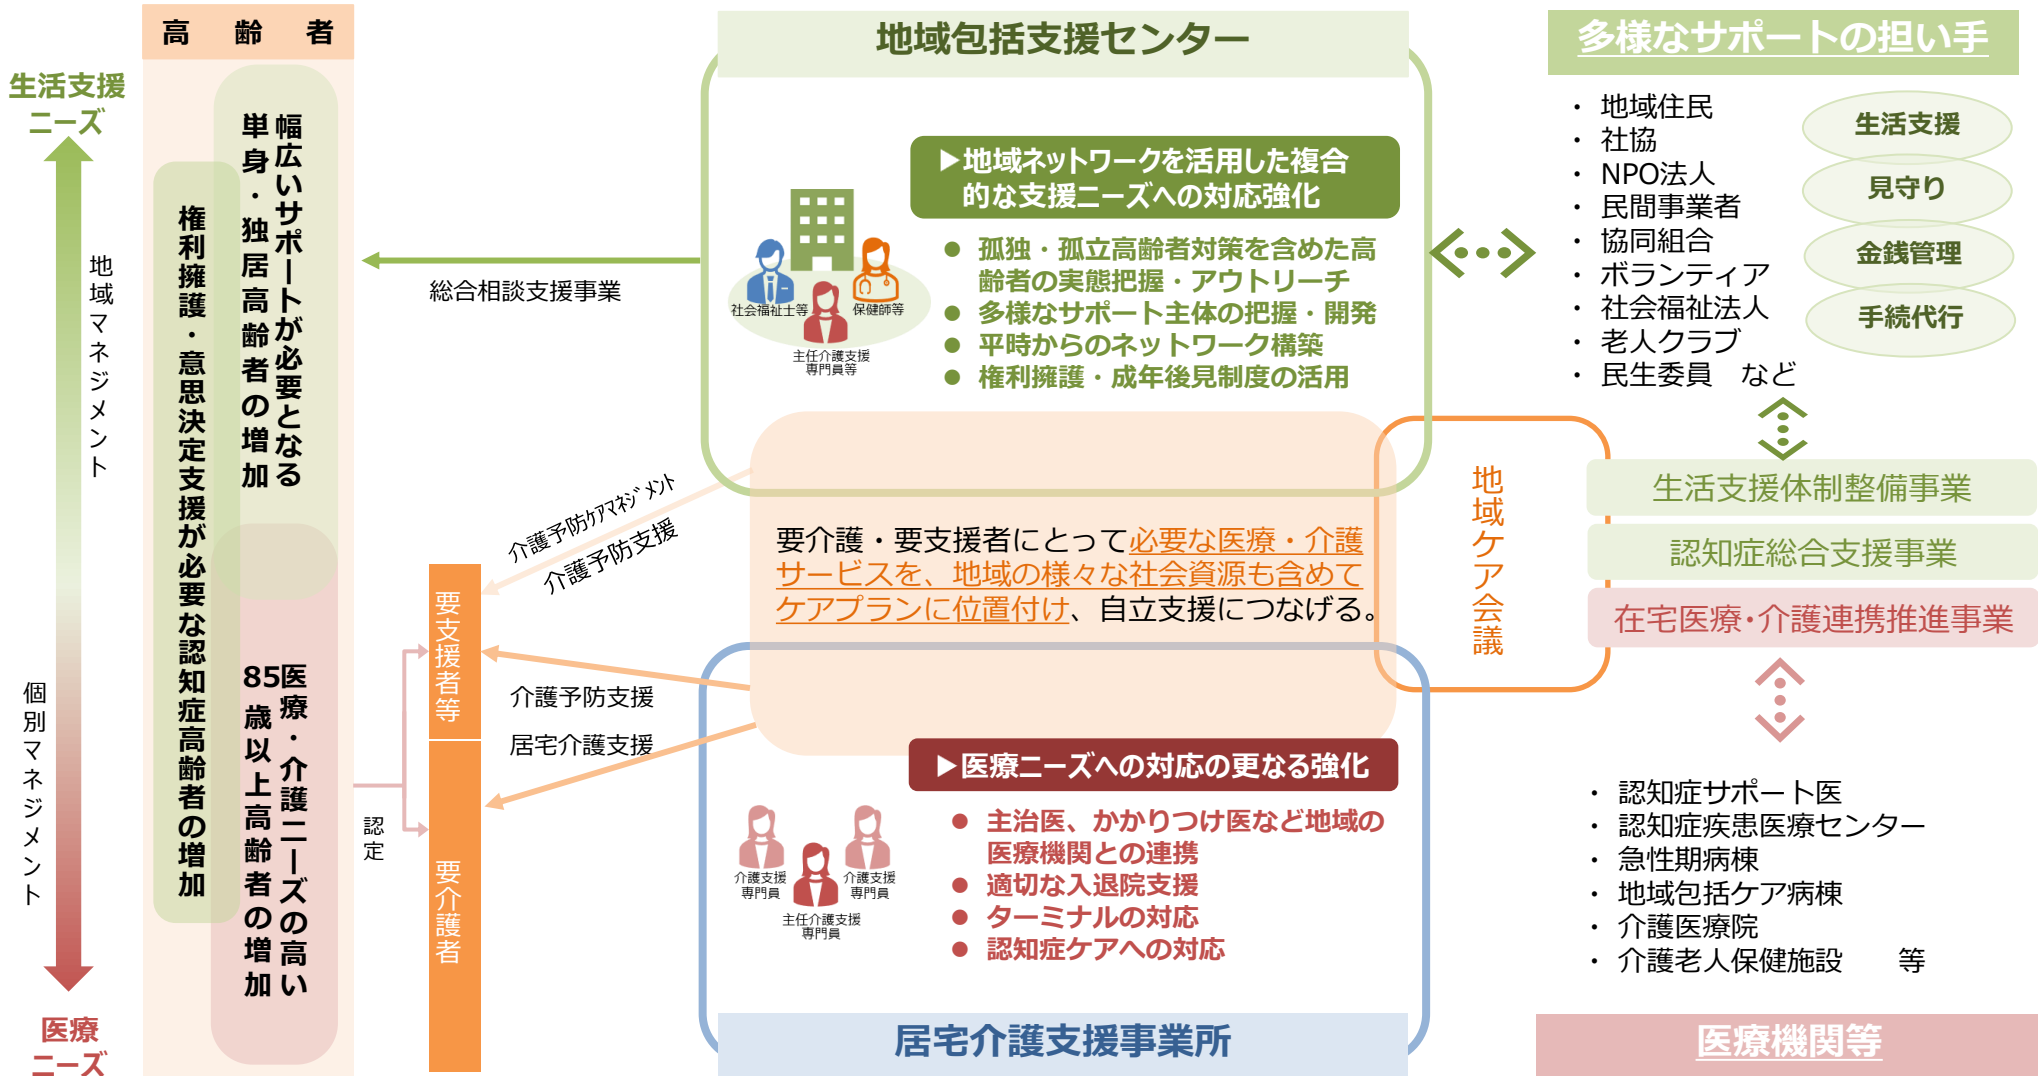 高齢者
生活支援
ニーズ
地域マネジメント
個別マネジメント
医療
ニーズ
幅広いサポートが必要となる
単身・独居高齢者の増加
権利擁護・意思決定支援が必要な認知症高齢者の増加
医療・介護ニーズの高い
85歳以上高齢者の増加
認定
要支援者等
要介護者
総合相談支援事業
介護予防ｹｱﾏﾈｼﾞﾒﾝﾄ
介護予防支援
介護予防支援
居宅介護支援
地域包括支援センター
▶地域ネットワークを活用した複合
的な支援ニーズへの対応強化
社会福祉士等
保健師等
主任介護支援
専門員等
● 孤独・孤立高齢者対策を含めた高
齢者の実態把握・アウトリーチ
● 多様なサポート主体の把握・開発
● 平時からのネットワーク構築
● 権利擁護・成年後見制度の活用
要介護・要支援者にとって必要な医療・介護
サービスを、地域の様々な社会資源も含めて
ケアプランに位置付け、自立支援につなげる。
地域ケア会議
▶医療ニーズへの対応の更なる強化
介護支援
専門員
介護支援
専門員
主任介護支援
専門員
● 主治医、かかりつけ医など地域の
医療機関との連携
● 適切な入退院支援
● ターミナルの対応
● 認知症ケアへの対応
居宅介護支援事業所
多様なサポートの担い手
・ 地域住民
・ 社協
・ NPO法人
・ 民間事業者
・ 協同組合
・ ボランティア
・ 社会福祉法人
・ 老人クラブ
・ 民生委員　など
生活支援
見守り
金銭管理
手続代行
生活支援体制整備事業
認知症総合支援事業
在宅医療・介護連携推進事業
・ 認知症サポート医
・ 認知症疾患医療センター
・ 急性期病棟
・ 地域包括ケア病棟
・ 介護医療院
・ 介護老人保健施設　　等
医療機関等